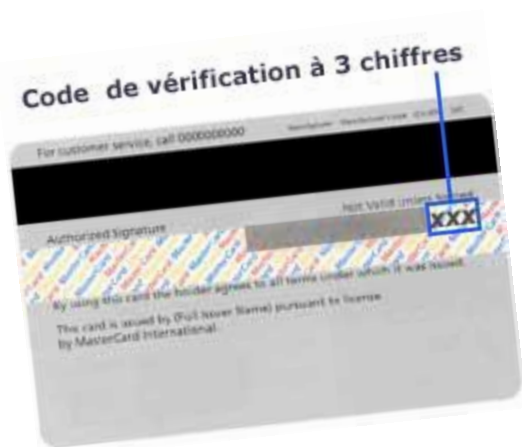 Code de vérification à 3 chiffres
For customer service, call 0000000000
Not Valid Unless Signed
Authorized Signature
XXX
By using this card the holder agrees to all terms under which it was issued.
This card is issued by (Full Issuer Name) pursuant to license
by MasterCard International.